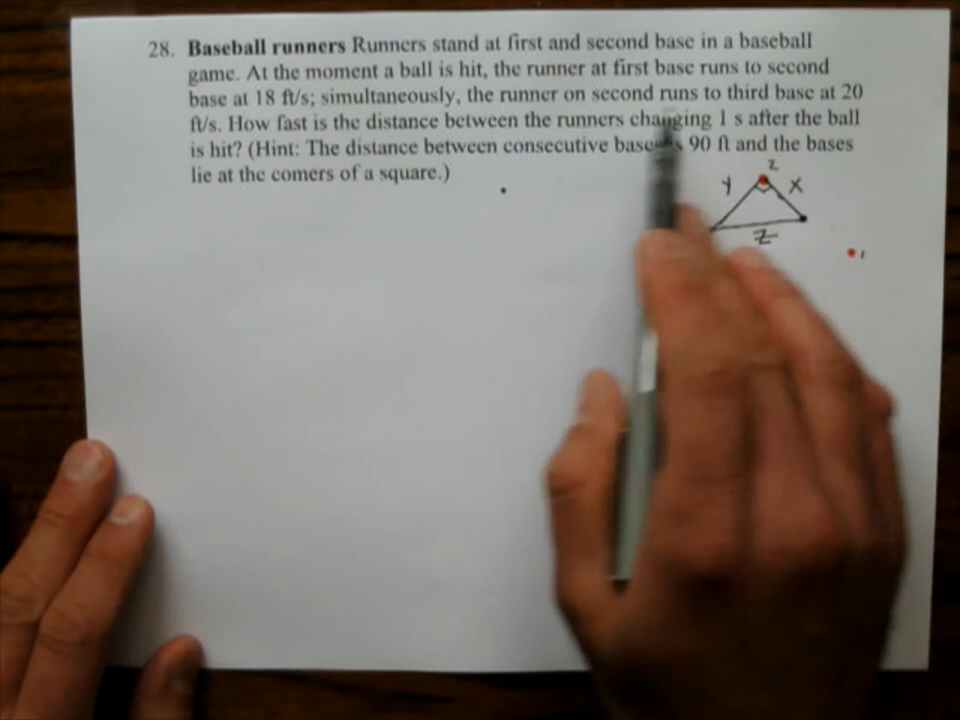 28. Baseball runners Runners stand at first and second base in a baseball
game. At the moment a ball is hit, the runner at first base runs to second
base at 18 ft/s; simultaneously, the runner on second runs to third base at 20
ft/s. How fast is the distance between the runners changing 1 s after the ball
is hit? (Hint: The distance between consecutive 90 ft and the bases
lie at the corners of a square.)
2
y x
z
1